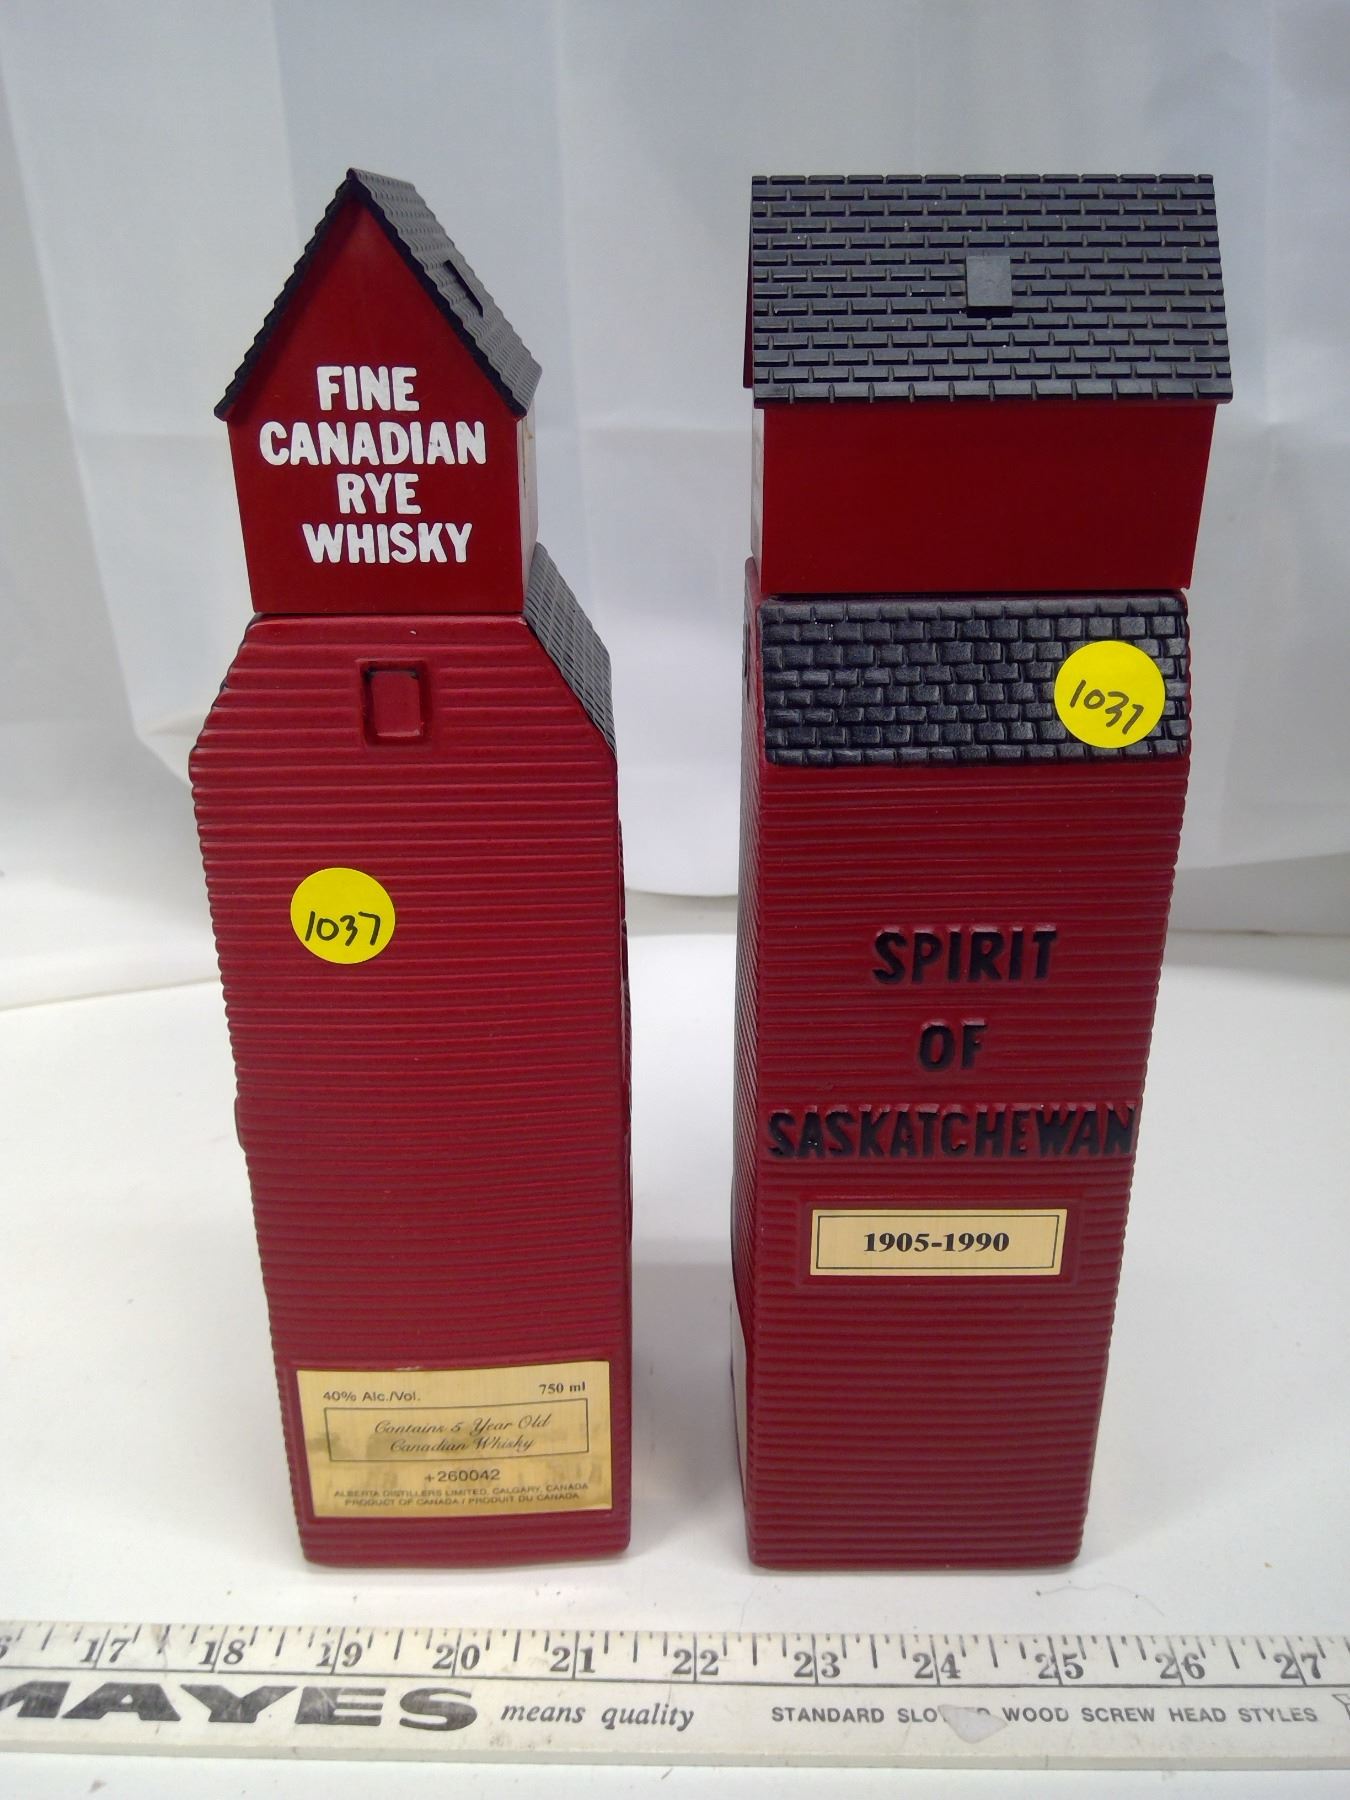 FINE
CANADIAN
RYE
WHISKY
1037
40% Alc./Vol. 750 ml
Contains 5 Year Old
Canadian Whisky
+260042
ALBERTA DISTILLERS LIMITED, CALGARY, CANADA
PRODUCT OF CANADA / PRODUIT DU CANADA
1037
SPIRIT
OF
SASKATCHEWAN
1905-1990
17 18 19 20 21 22 23 24 25 26 27
MAYES means quality STANDARD WOOD SCREW HEAD STYLES